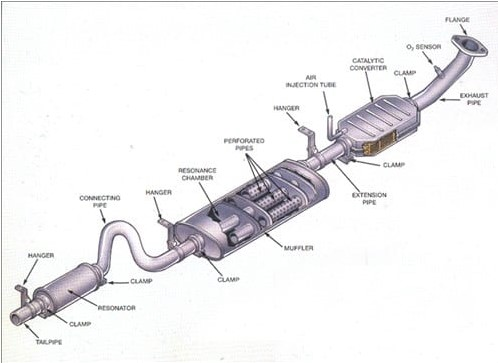 FLANGE
O2 SENSOR
CATALYTIC
CONVERTER
CLAMP
AIR
INJECTION TUBE
EXHAUST
PIPE
HANGER
PERFORATED
PIPES
CLAMP
RESONANCE
CHAMBER
EXTENSION
PIPE
CONNECTING
PIPE
HANGER
MUFFLER
HANGER
CLAMP
CLAMP
RESONATOR
CLAMP
TAILPIPE